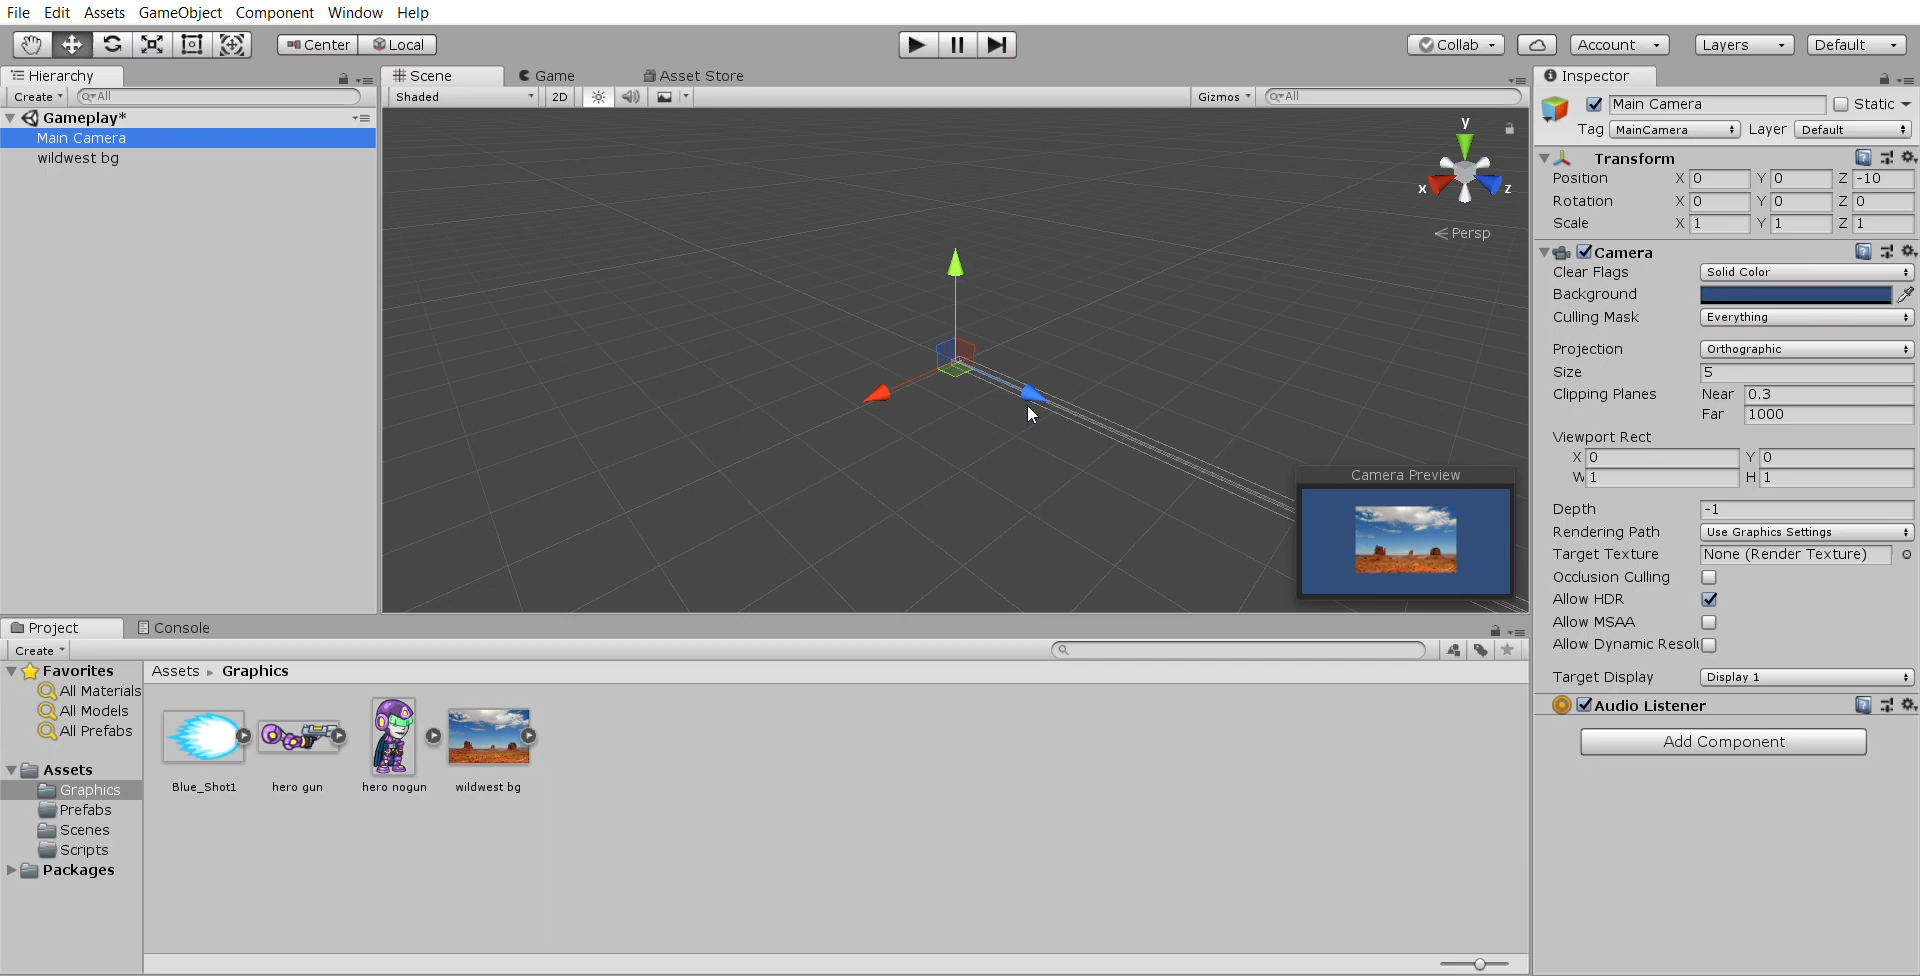 File Edit Assets GameObject Component Window Help
Center Local Collab Account Layers Default
Hierarchy
Create All
Gameplay*
Main Camera
wildwest bg
Scene Game Asset Store
Shaded 2D Gizmos All
y
x z
Persp
Camera Preview
Inspector
Main Camera Static
Tag MainCamera Layer Default
Transform
Position X 0 Y 0 Z -10
Rotation X 0 Y 0 Z 0
Scale X 1 Y 1 Z 1
Camera
Clear Flags Solid Color
Background
Culling Mask Everything
Projection Orthographic
Size 5
Clipping Planes Near 0.3
Far 1000
Viewport Rect
X 0 Y 0
W 1 H 1
Depth -1
Rendering Path Use Graphics Settings
Target Texture None (Render Texture)
Occlusion Culling
Allow HDR
Allow MSAA
Allow Dynamic Resolu
Target Display Display 1
Audio Listener
Add Component
Project Console
Create
Favorites
All Materials
All Models
All Prefabs
Assets
Graphics
Prefabs
Scenes
Scripts
Packages
Assets Graphics
Blue_Shot1 hero gun hero nogun wildwest bg